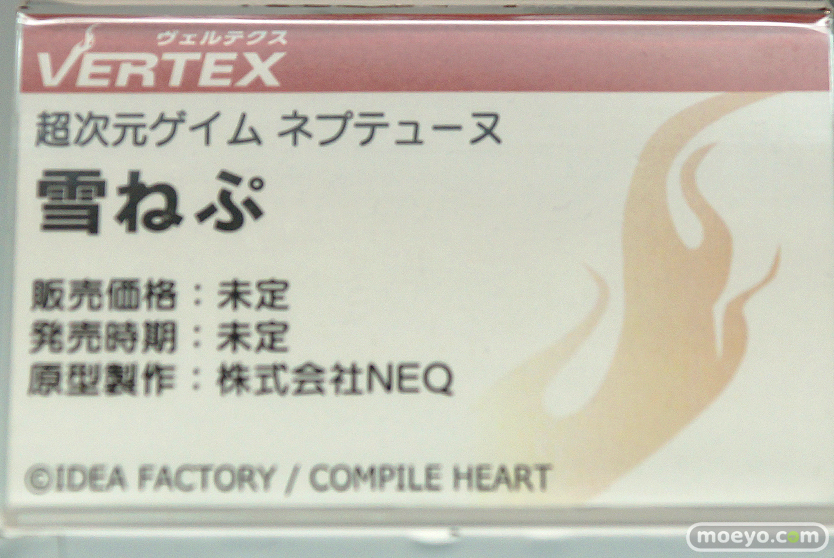 ヴェルテクス
VERTEX
超次元ゲイム ネプテューヌ
雪ねぷ
販売価格：未定
発売時期：未定
原型製作：株式会社NEQ
©IDEA FACTORY / COMPILE HEART
moeyo.com